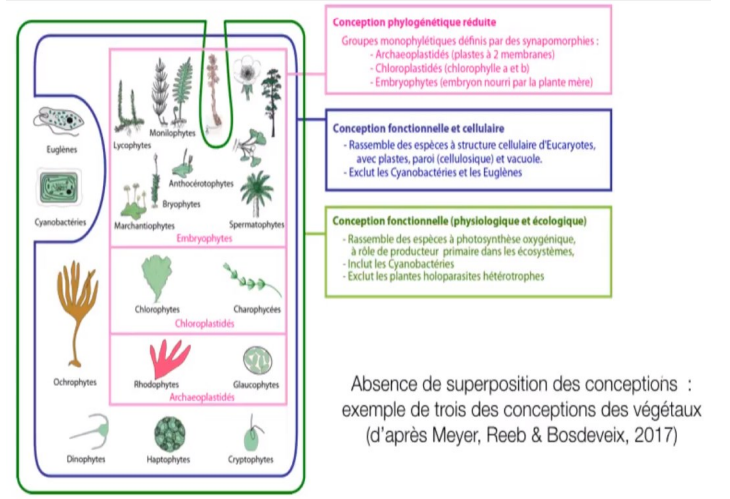 Conception phylogénétique réduite
Groupes monophylétiques définis par des synapomorphies :
- Archaeoplastidés (plastes à 2 membranes)
- Chloroplastidés (chlorophylle a et b)
- Embryophytes (embryon nourri par la plante mère)
Conception fonctionnelle et cellulaire
- Rassemble des espèces à structure cellulaire d'Eucaryotes,
avec plastes, paroi (cellulosique) et vacuole.
- Exclut les Cyanobactéries et les Euglènes
Conception fonctionnelle (physiologique et écologique)
- Rassemble des espèces à photosynthèse oxygénique,
à rôle de producteur primaire dans les écosystèmes,
- Inclut les Cyanobactéries
- Exclut les plantes holoparasites hétérotrophes
Monilophytes
Lycophytes
Euglènes
Anthocérotophytes
Bryophytes
Cyanobactéries
Marchantiophytes
Spermatophytes
Embryophytes
Chlorophytes
Charophycées
Chloroplastidés
Ochrophytes
Rhodophytes
Glaucophytes
Archaeoplastidés
Dinophytes
Haptophytes
Cryptophytes
Absence de superposition des conceptions :
exemple de trois des conceptions des végétaux
(d'après Meyer, Reeb & Bosdeveix, 2017)